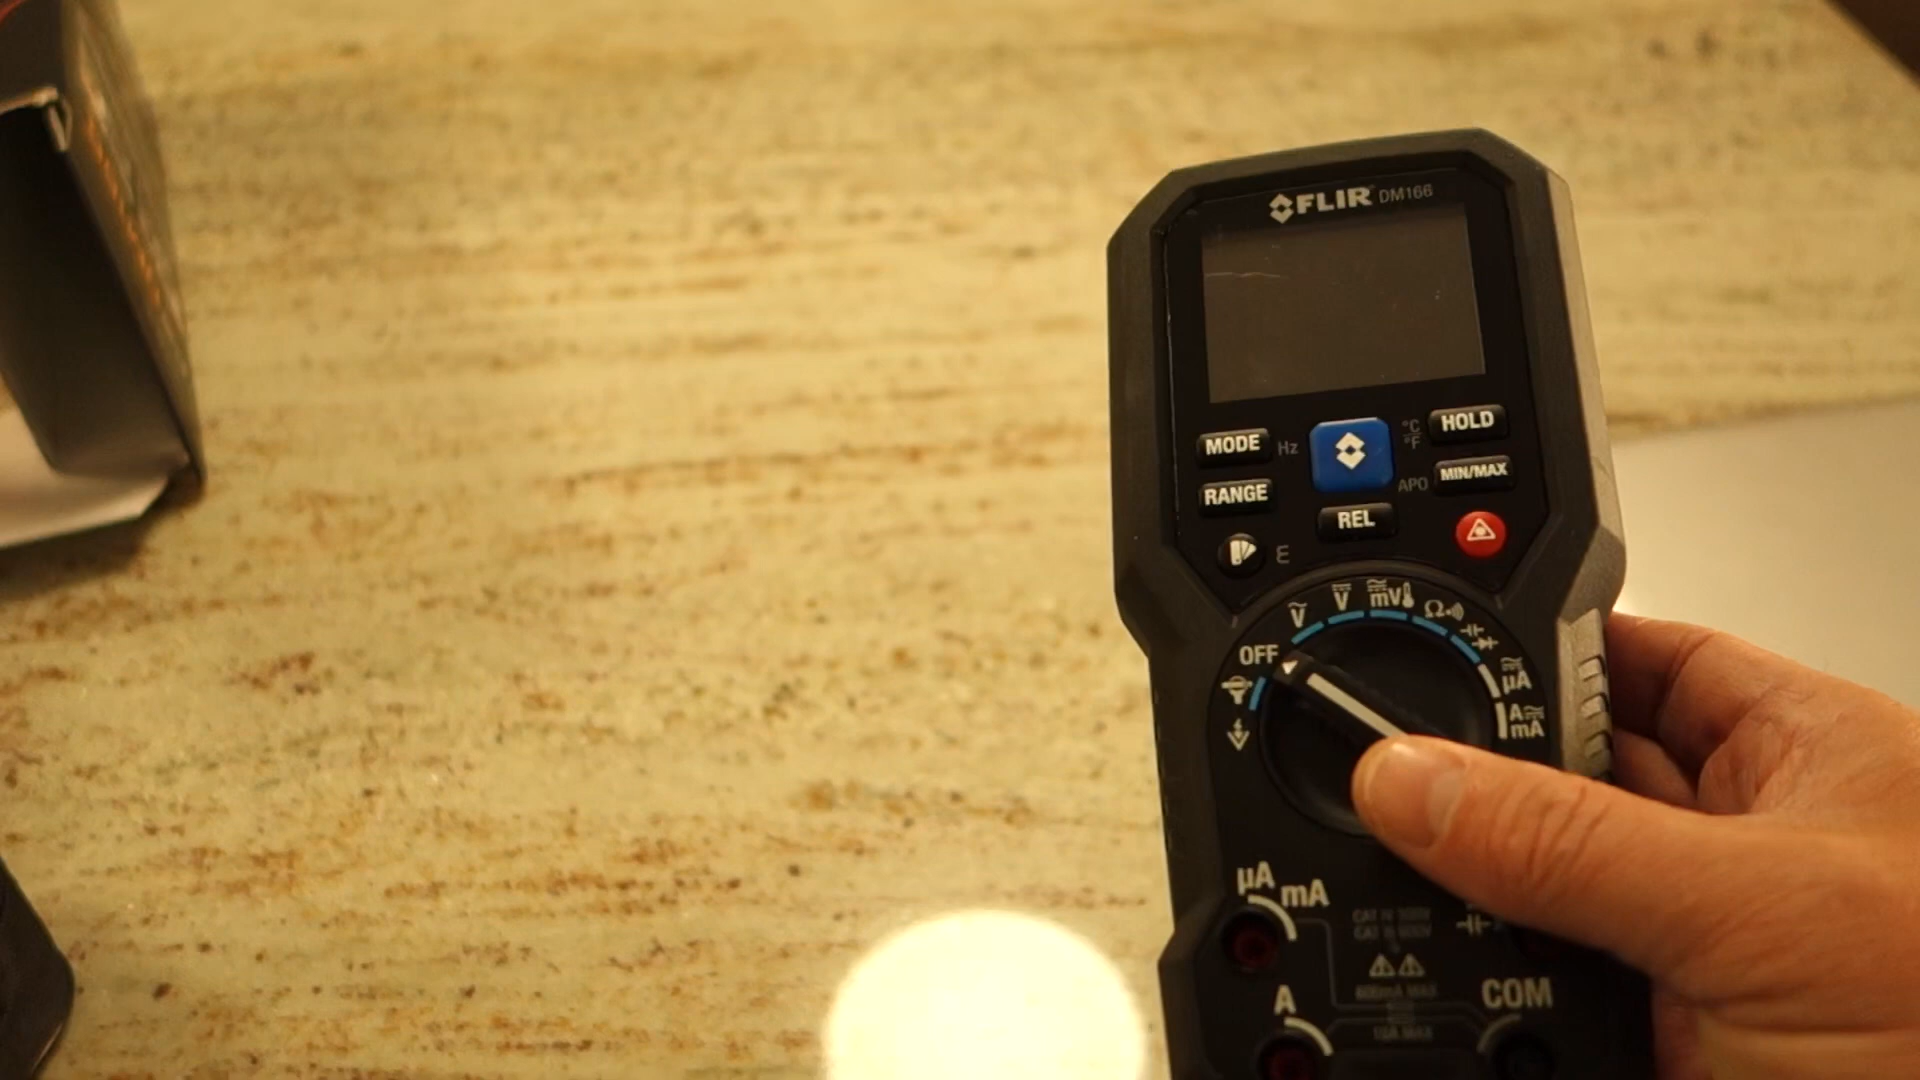 FLIR DM166
MODE Hz
°C
°F
HOLD
RANGE
APO MIN/MAX
REL
ε
V
V
mV
Ω
OFF
µA
A
mA
µA
mA
A
COM